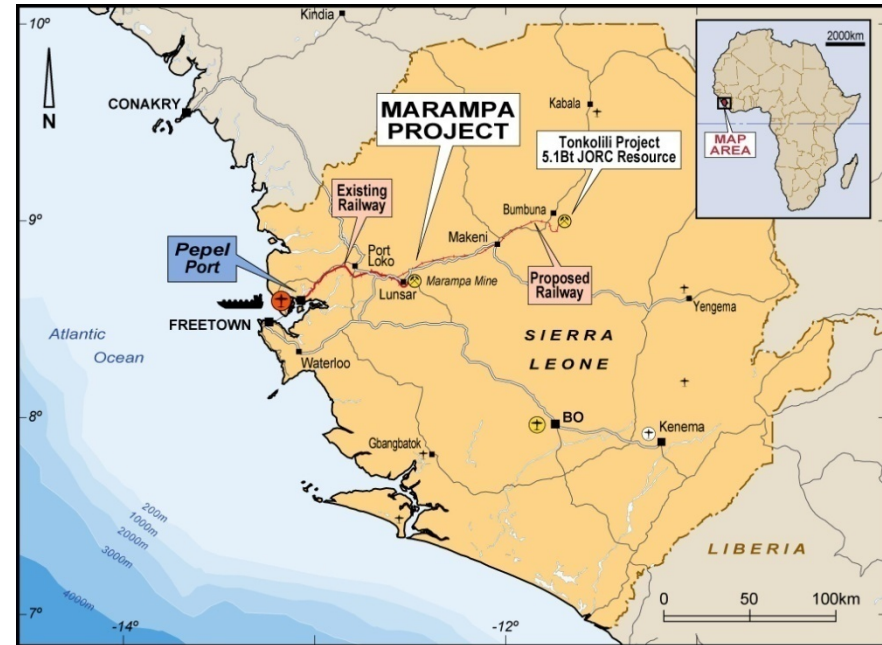 10°
Kindia
2000km
N
CONAKRY
MARAMPA
PROJECT
Kabala
Tonkolili Project
5.1Bt JORC Resource
MAP
AREA
Existing
Railway
Bumbuna
9°
Pepel
Port
Port
Loko
Makeni
Lunsar
Marampa Mine
Proposed
Railway
Yengema
FREETOWN
Atlantic
Ocean
SIERRA
LEONE
Waterloo
8°
BO
Kenema
Gbangbatok
200m
1000m
2000m
3000m
4000m
LIBERIA
0 50 100km
7°
-14° -12°